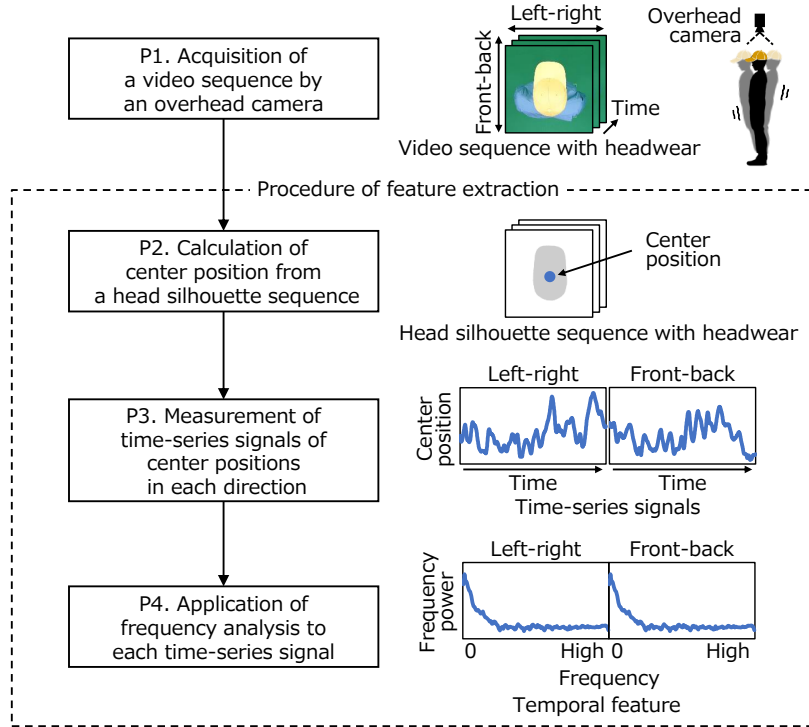 P1. Acquisition of
a video sequence by
an overhead camera
Left-right
Front-back
Time
Video sequence with headwear
Overhead
camera
Procedure of feature extraction
P2. Calculation of
center position from
a head silhouette sequence
Center
position
Head silhouette sequence with headwear
P3. Measurement of
time-series signals of
center positions
in each direction
Left-right
Front-back
Center
position
Time
Time
Time-series signals
P4. Application of
frequency analysis to
each time-series signal
Left-right
Front-back
Frequency
power
0
High
0
High
Frequency
Temporal feature